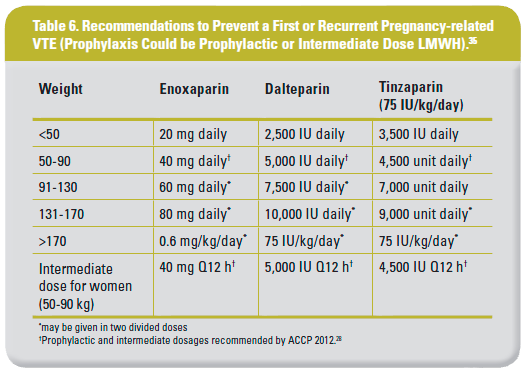 Table 6. Recommendations to Prevent a First or Recurrent Pregnancy-related
VTE (Prophylaxis Could be Prophylactic or Intermediate Dose LMWH).³⁵
Weight Enoxaparin Dalteparin Tinzaparin
(75 IU/kg/day)
<50 20 mg daily 2,500 IU daily 3,500 IU daily
50-90 40 mg daily† 5,000 IU daily† 4,500 unit daily†
91-130 60 mg daily* 7,500 IU daily* 7,000 unit daily
131-170 80 mg daily* 10,000 IU daily* 9,000 unit daily*
>170 0.6 mg/kg/day* 75 IU/kg/day* 75 IU/kg/day*
Intermediate 40 mg Q12 h† 5,000 IU Q12 h† 4,500 IU Q12 h†
dose for women
(50-90 kg)
*may be given in two divided doses
†Prophylactic and intermediate dosages recommended by ACCP 2012.²⁸